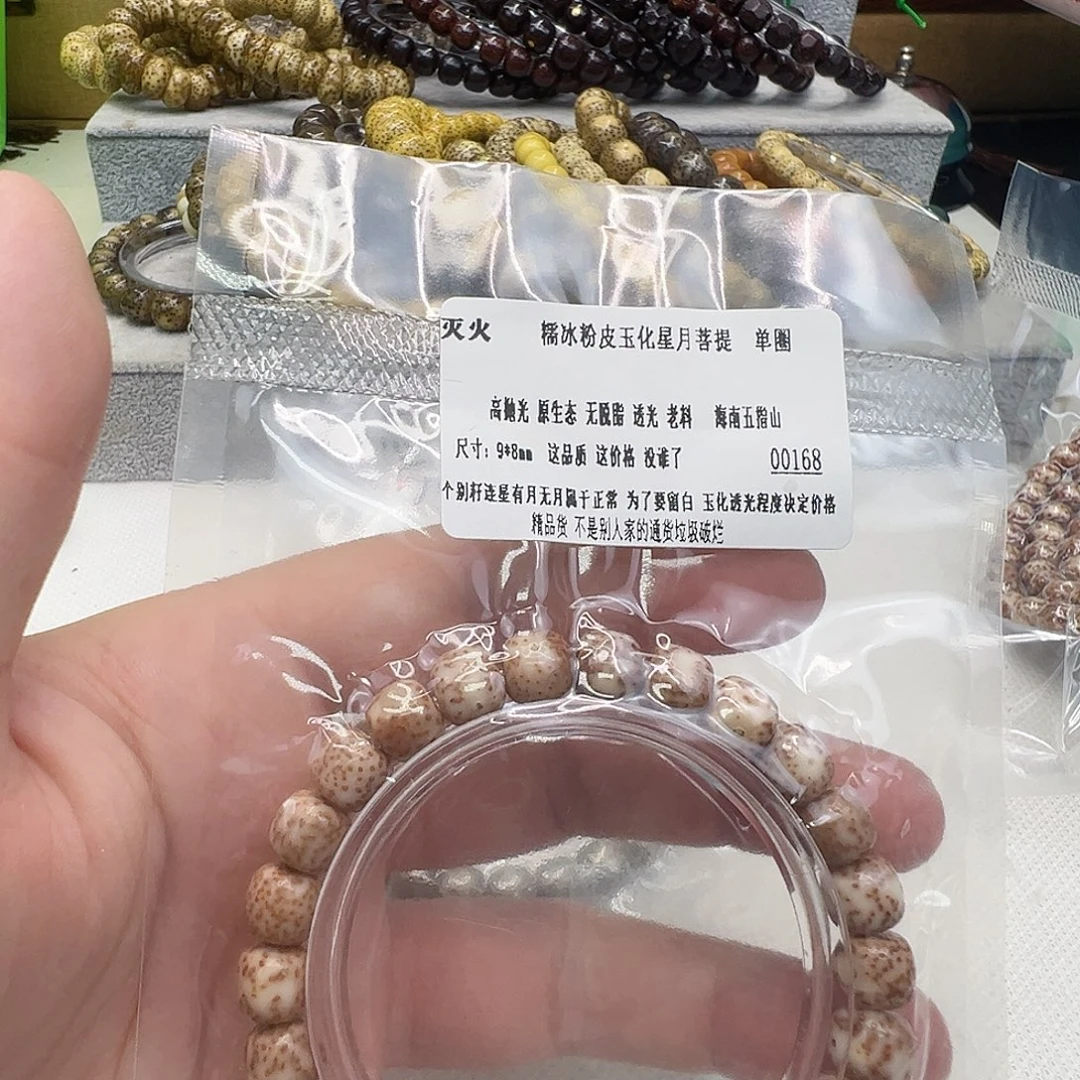 灭火 糯冰粉皮玉化星月菩提 单圈
高抛光 原生态 无脱脂 透光 老料 海南五指山
尺寸：9*8mm 这品质 这价格 没谁了 00168
个别籽连星有月无月属于正常 为了要留白 玉化透光程度决定价格
精品货 不是别人家的通货垃圾破烂